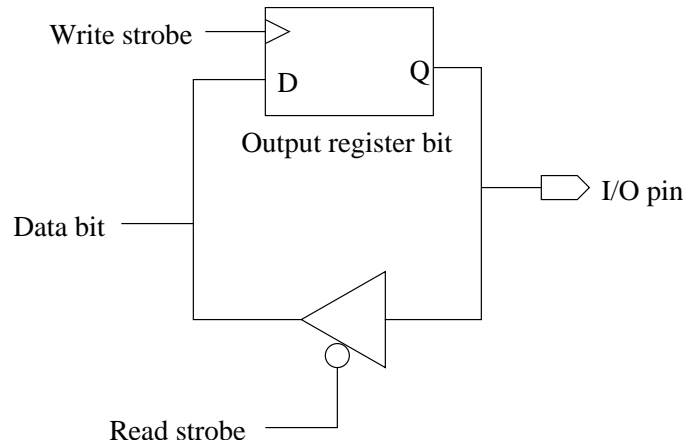 Write strobe
D
Q
Output register bit
I/O pin
Data bit
Read strobe